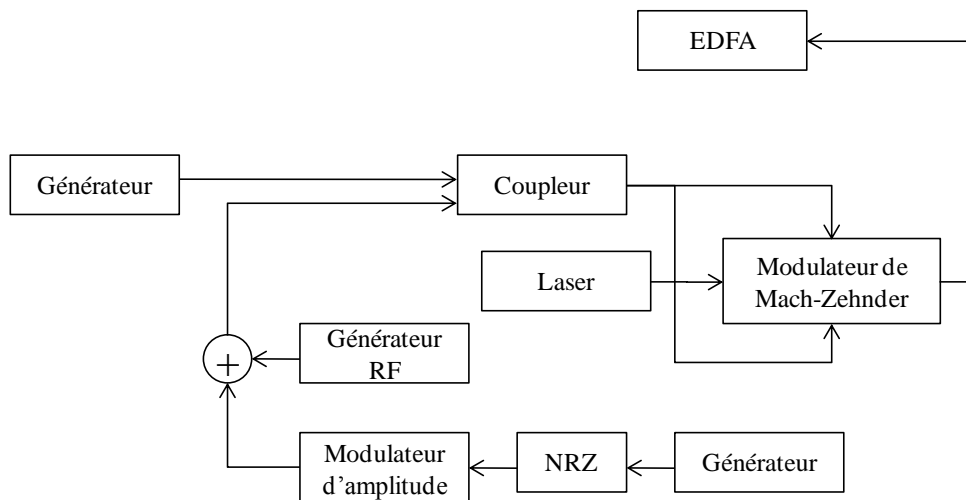 EDFA
Générateur
Coupleur
Laser
Modulateur de
Mach-Zehnder
Générateur
RF
+
Modulateur
d'amplitude
NRZ
Générateur